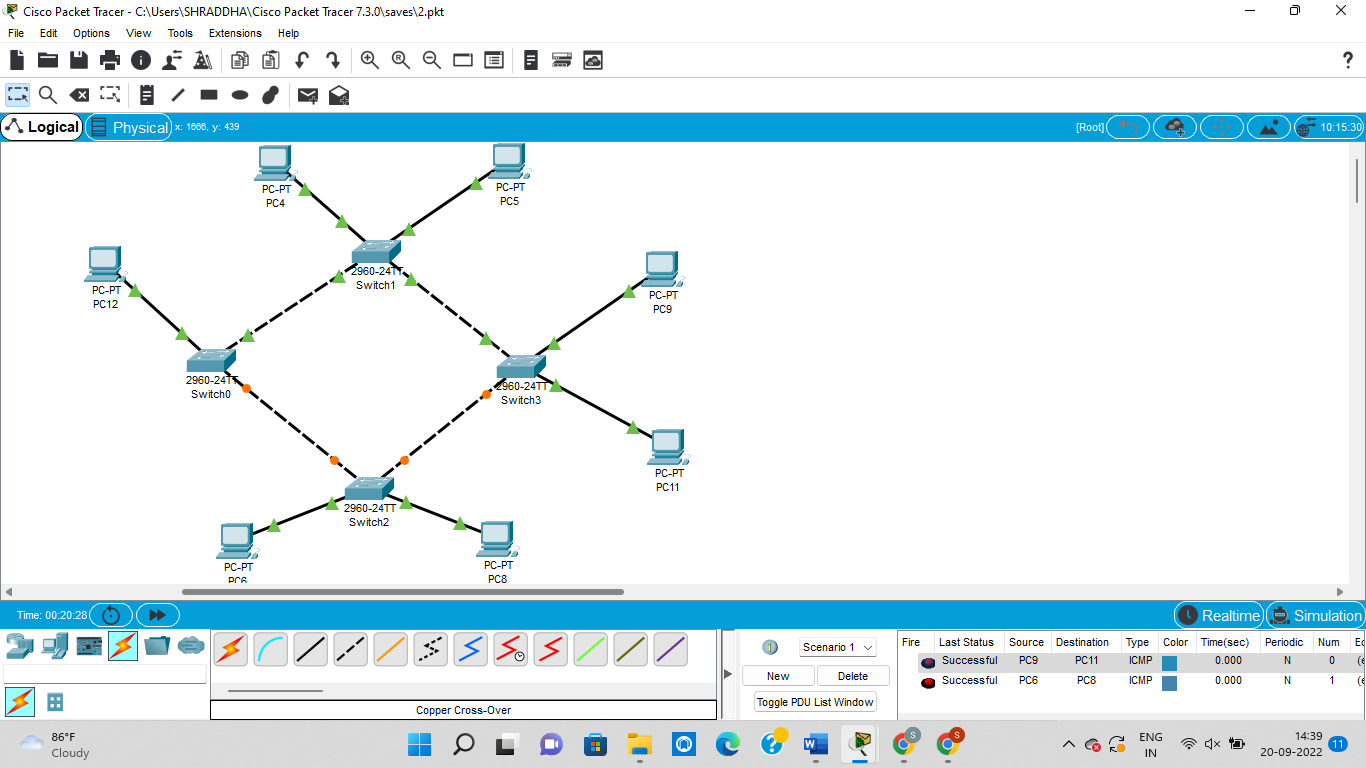 Cisco Packet Tracer - C:\Users\SHRADDHA\Cisco Packet Tracer 7.3.0\saves\2.pkt
File Edit Options View Tools Extensions Help
?
Logical Physical x: 1666, y: 439 [Root] 10:15:30
PC-PT
PC4
PC-PT
PC5
2960-24TT
Switch1
PC-PT
PC12
PC-PT
PC9
2960-24TT
Switch0
2960-24TT
Switch3
PC-PT
PC11
2960-24TT
Switch2
PC-PT
PC6
PC-PT
PC8
Time: 00:20:28 Realtime Simulation
Scenario 1
New Delete
Toggle PDU List Window
Fire Last Status Source Destination Type Color Time(sec) Periodic Num Ec
Successful PC9 PC11 ICMP 0.000 N 0 (e
Successful PC6 PC8 ICMP 0.000 N 1 (e
Copper Cross-Over
86°F
Cloudy
S
S
ENG
IN
14:39
20-09-2022
11